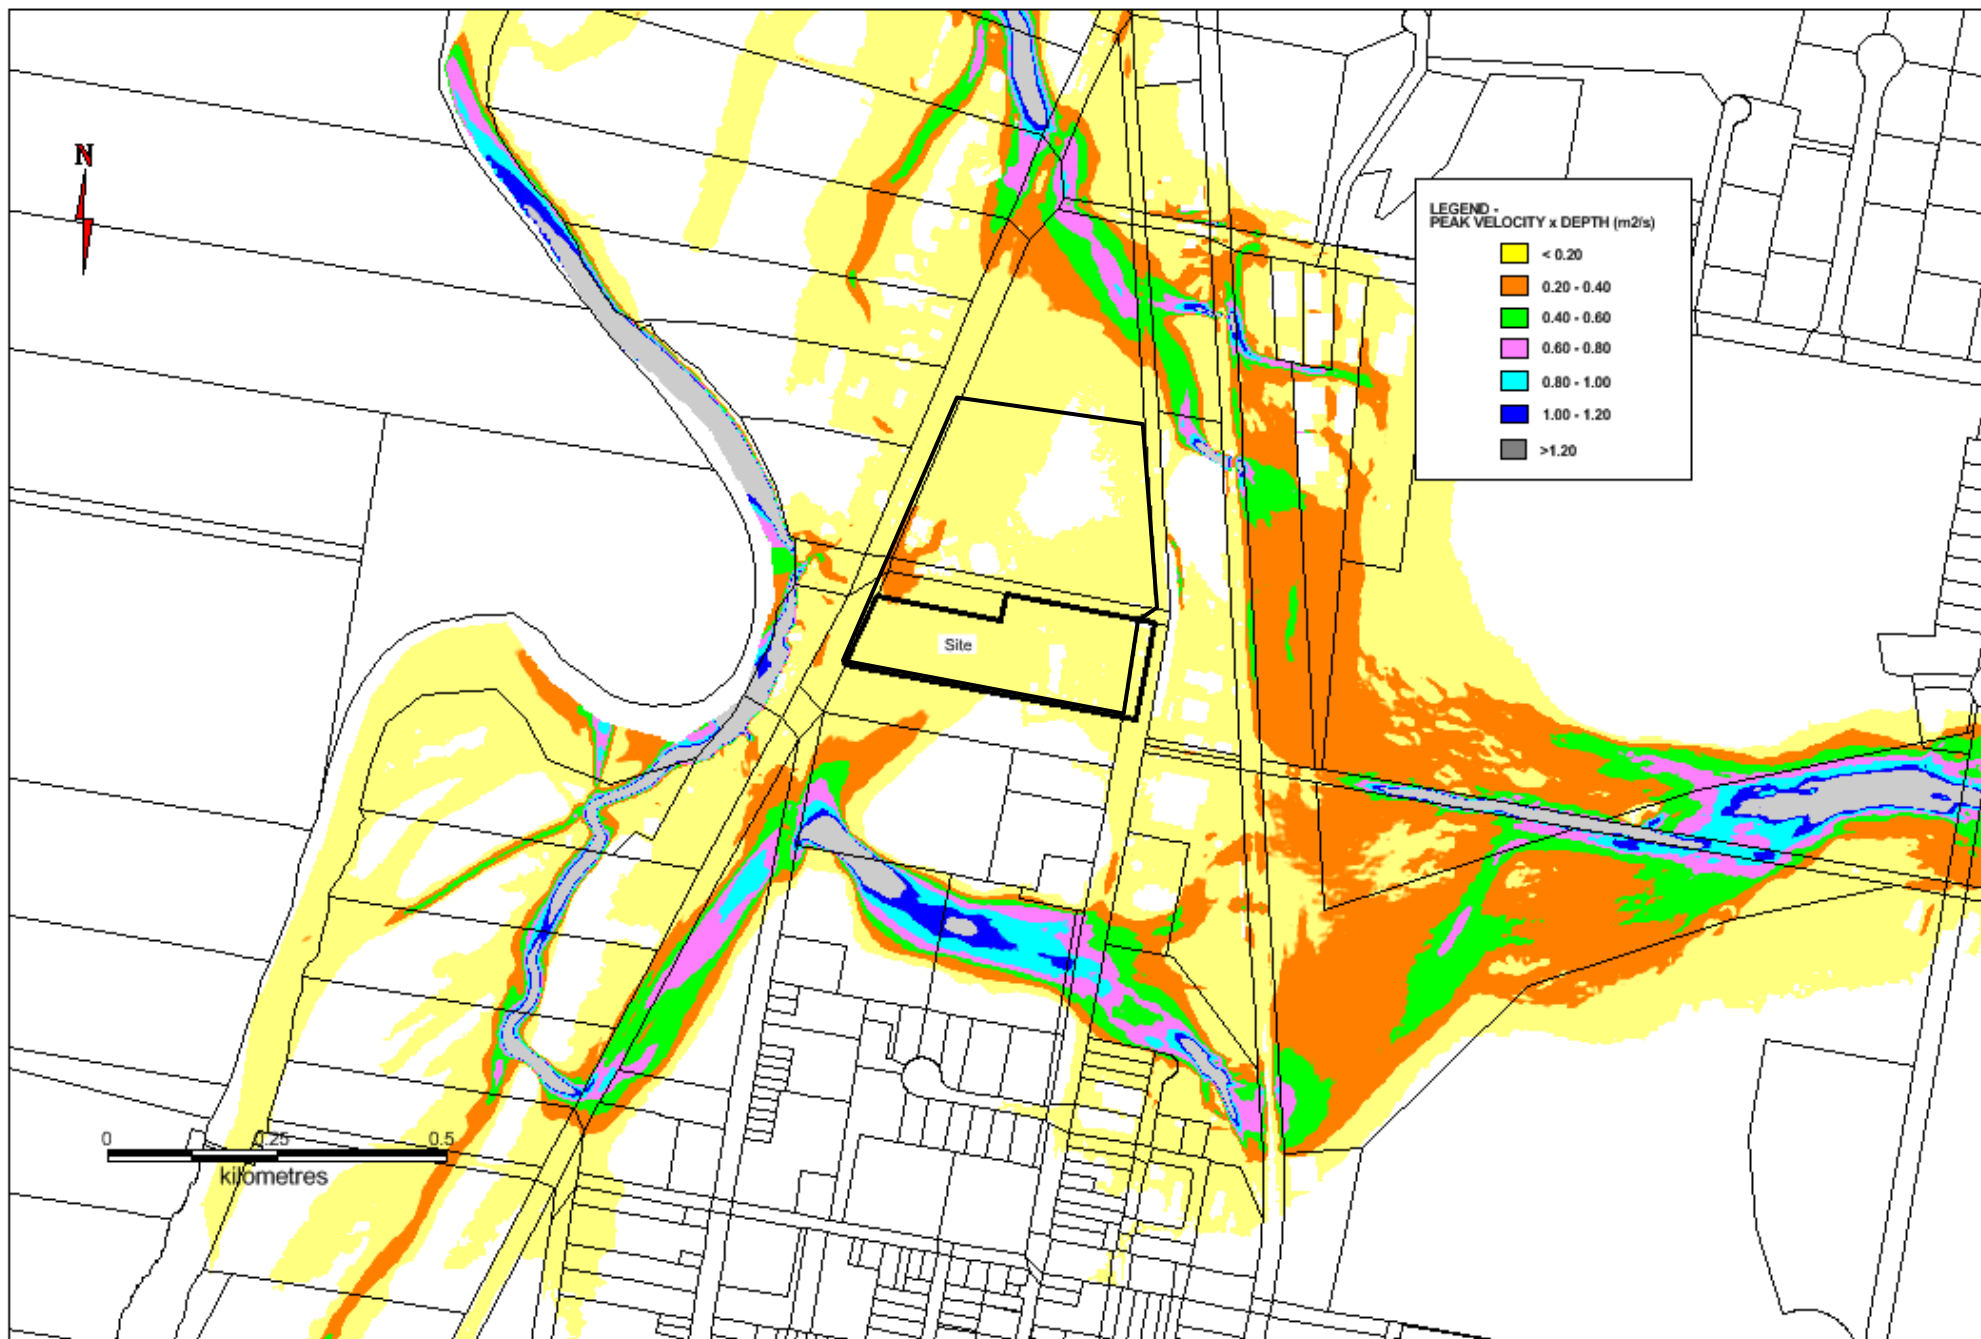 N
LEGEND -
PEAK VELOCITY x DEPTH (m2/s)
< 0.20
0.20 - 0.40
0.40 - 0.60
0.60 - 0.80
0.80 - 1.00
1.00 - 1.20
>1.20
Site
0 0.25 0.5
kilometres